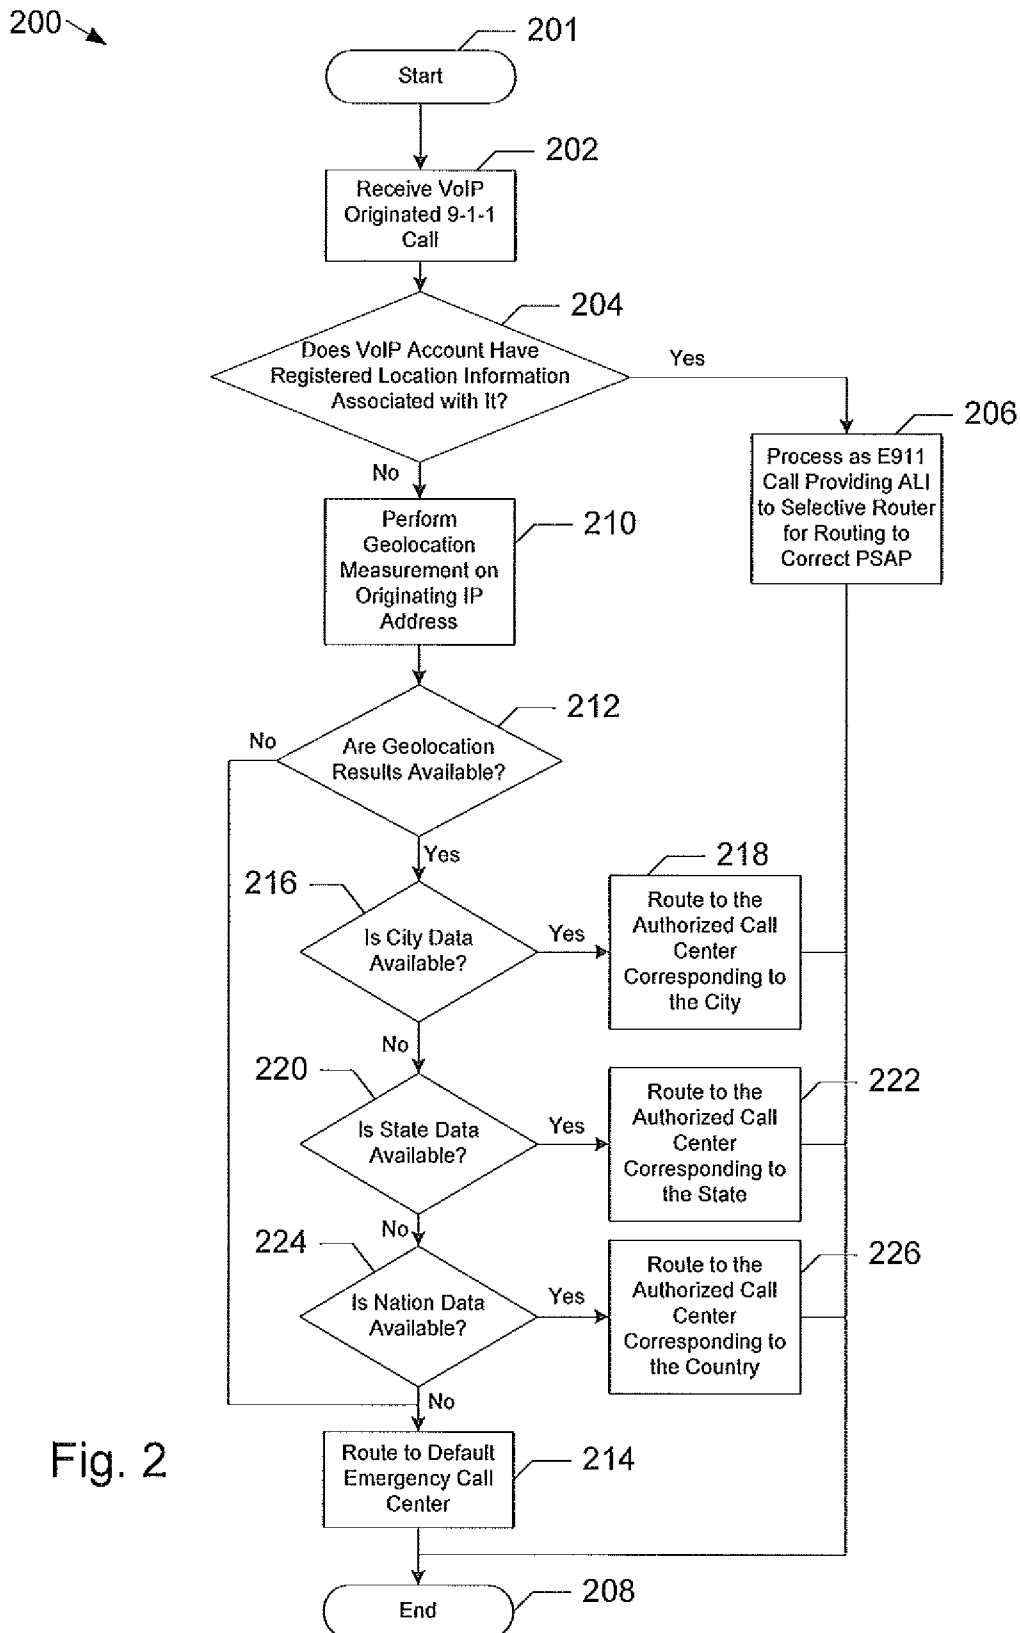 200
201
Start
202
Receive VoIP
Originated 9-1-1
Call
204
Does VoIP Account Have
Registered Location Information
Associated with It?
Yes
No
206
Process as E911
Call Providing ALI
to Selective Router
for Routing to
Correct PSAP
210
Perform
Geolocation
Measurement on
Originating IP
Address
212
Are Geolocation
Results Available?
No
Yes
216
Is City Data
Available?
Yes
No
218
Route to the
Authorized Call
Center
Corresponding to
the City
220
Is State Data
Available?
Yes
No
222
Route to the
Authorized Call
Center
Corresponding to
the State
224
Is Nation Data
Available?
Yes
No
226
Route to the
Authorized Call
Center
Corresponding to
the Country
214
Route to Default
Emergency Call
Center
208
End
Fig. 2